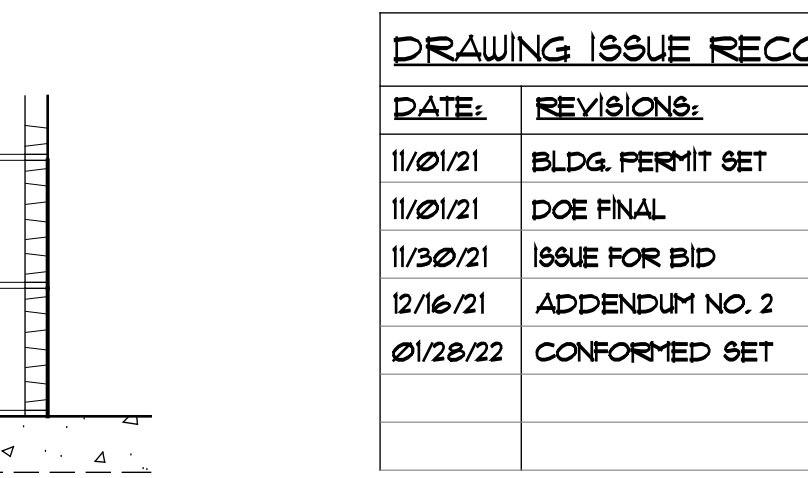 DRAWING ISSUE RECO
DATE: REVISIONS:
11/01/21 BLDG. PERMIT SET
11/01/21 DOE FINAL
11/30/21 ISSUE FOR BID
12/16/21 ADDENDUM NO. 2
01/28/22 CONFORMED SET